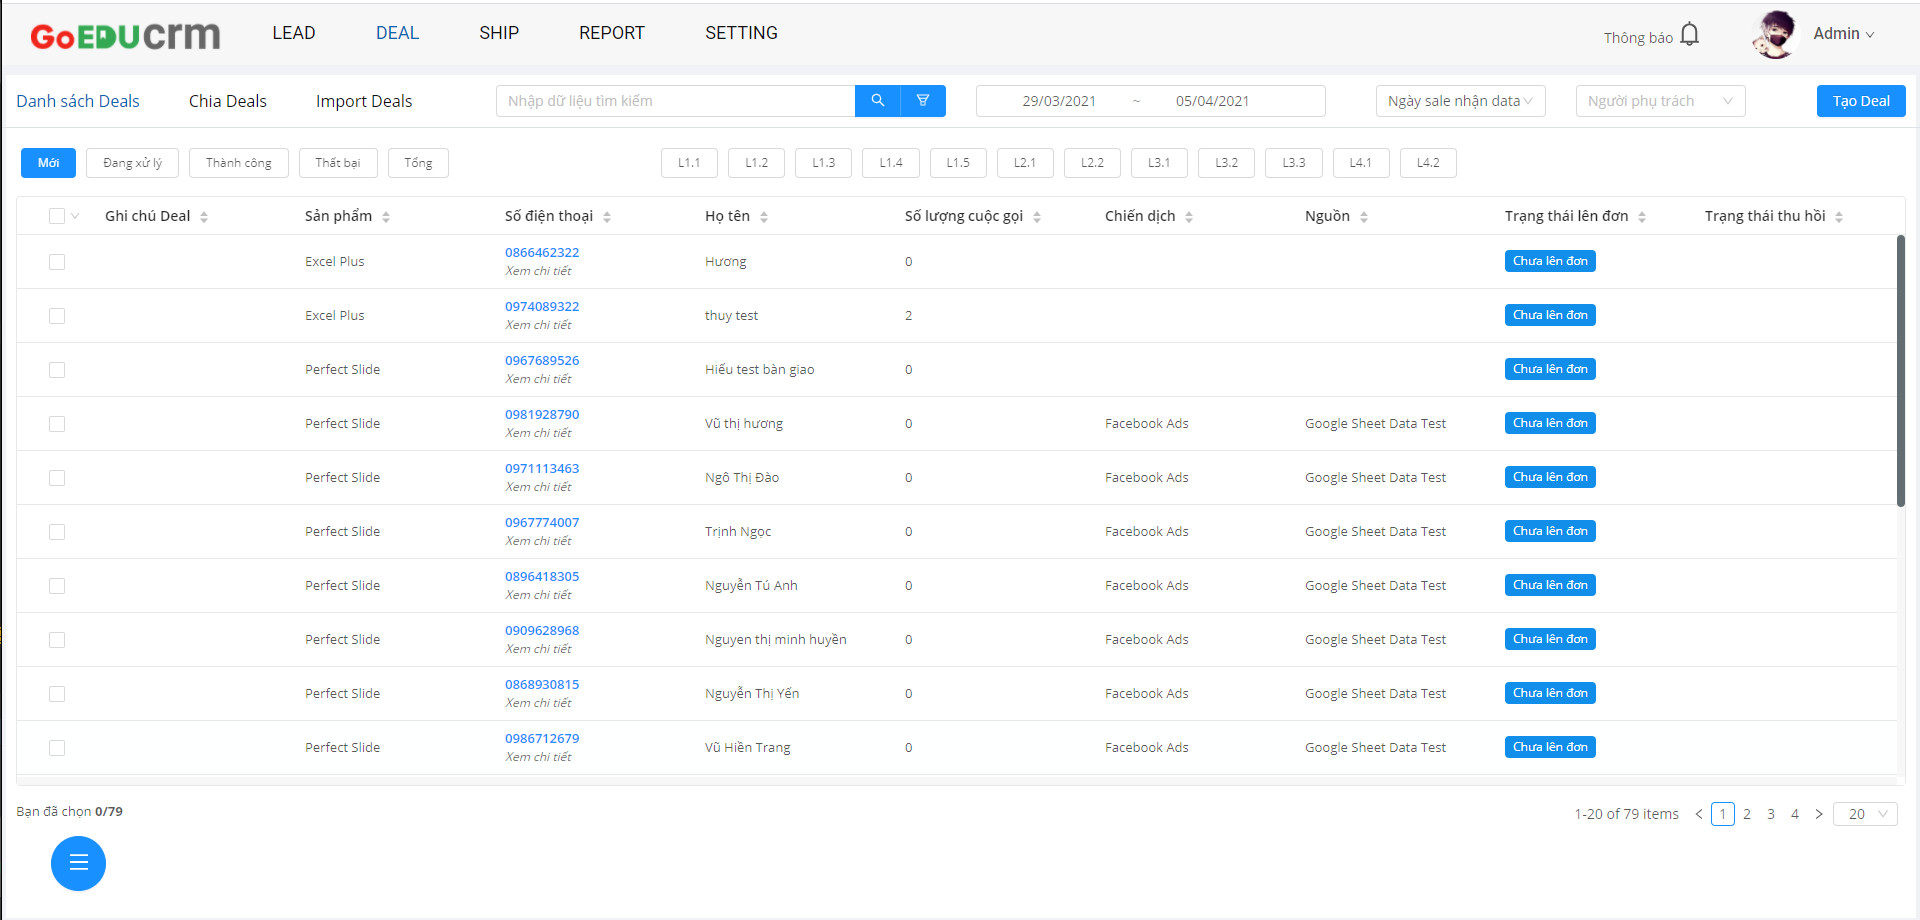 GoEDUcrm LEAD DEAL SHIP REPORT SETTING Thông báo Admin
Danh sách Deals Chia Deals Import Deals Nhập dữ liệu tìm kiếm 29/03/2021 ~ 05/04/2021 Ngày sale nhận data Người phụ trách Tạo Deal
Mới Đang xử lý Thành công Thất bại Tổng L1.1 L1.2 L1.3 L1.4 L1.5 L2.1 L2.2 L3.1 L3.2 L3.3 L4.1 L4.2
Ghi chú Deal Sản phẩm Số điện thoại Họ tên Số lượng cuộc gọi Chiến dịch Nguồn Trạng thái lên đơn Trạng thái thu hồi
Excel Plus 0866462322 Hương 0 Chưa lên đơn
Xem chi tiết
Excel Plus 0974089322 thuy test 2 Chưa lên đơn
Xem chi tiết
Perfect Slide 0967689526 Hiếu test bàn giao 0 Chưa lên đơn
Xem chi tiết
Perfect Slide 0981928790 Vũ thị hương 0 Facebook Ads Google Sheet Data Test Chưa lên đơn
Xem chi tiết
Perfect Slide 0971113463 Ngô Thị Đào 0 Facebook Ads Google Sheet Data Test Chưa lên đơn
Xem chi tiết
Perfect Slide 0967774007 Trịnh Ngọc 0 Facebook Ads Google Sheet Data Test Chưa lên đơn
Xem chi tiết
Perfect Slide 0896418305 Nguyễn Tú Anh 0 Facebook Ads Google Sheet Data Test Chưa lên đơn
Xem chi tiết
Perfect Slide 0909628968 Nguyen thị minh huyền 0 Facebook Ads Google Sheet Data Test Chưa lên đơn
Xem chi tiết
Perfect Slide 0868930815 Nguyễn Thị Yến 0 Facebook Ads Google Sheet Data Test Chưa lên đơn
Xem chi tiết
Perfect Slide 0986712679 Vũ Hiền Trang 0 Facebook Ads Google Sheet Data Test Chưa lên đơn
Xem chi tiết
Bạn đã chọn 0/79 1-20 of 79 items < 1 2 3 4 > 20